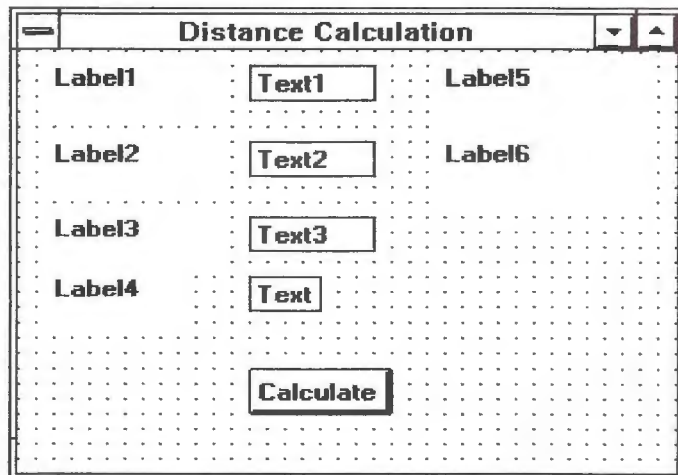 Distance Calculation
Label1 Text1 Label5
Label2 Text2 Label6
Label3 Text3
Label4 Text
Calculate